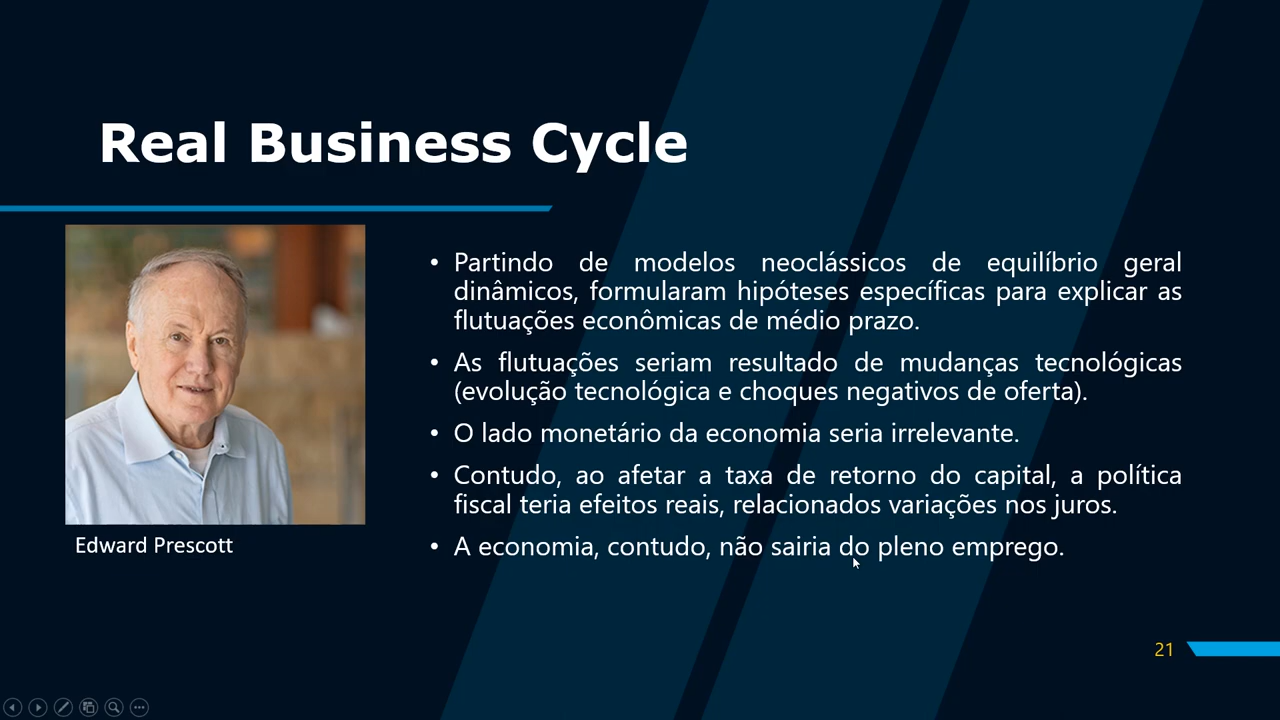 Real Business Cycle
• Partindo de modelos neoclássicos de equilíbrio geral
dinâmicos, formularam hipóteses específicas para explicar as
flutuações econômicas de médio prazo.
• As flutuações seriam resultado de mudanças tecnológicas
(evolução tecnológica e choques negativos de oferta).
• O lado monetário da economia seria irrelevante.
• Contudo, ao afetar a taxa de retorno do capital, a política
fiscal teria efeitos reais, relacionados variações nos juros.
• A economia, contudo, não sairia do pleno emprego.
Edward Prescott
21